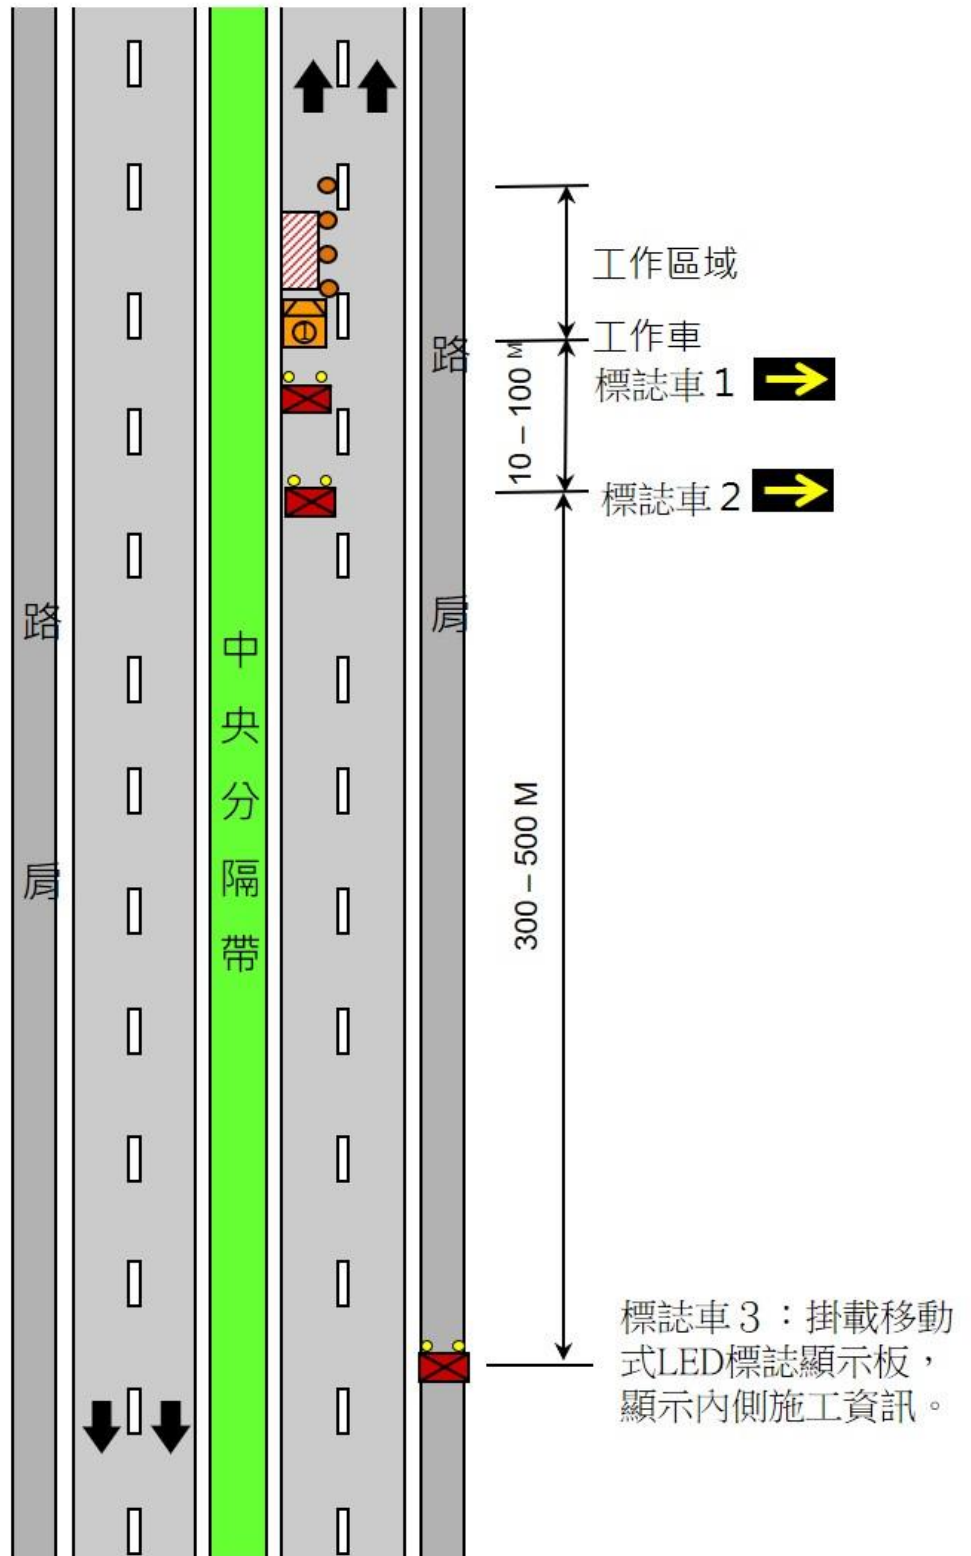 工作區域
工作車
①
路肩
10 – 100 M
標誌車 1
標誌車 2
路肩
中央分隔帶
300 – 500 M
標誌車 3：掛載移動
式LED標誌顯示板，
顯示內側施工資訊。